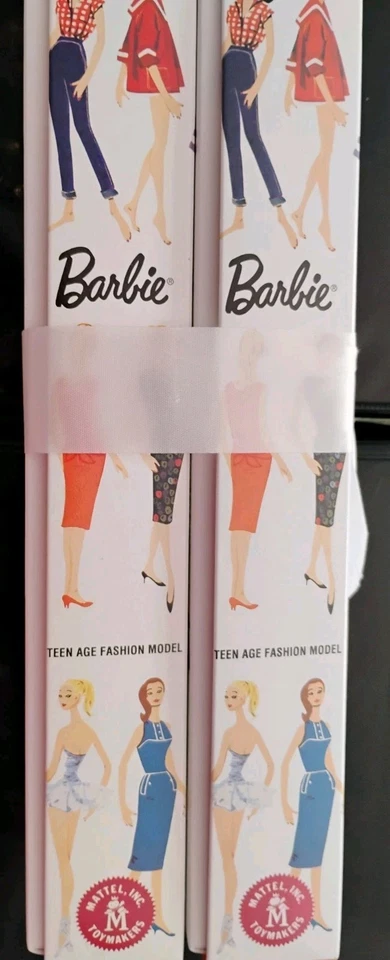 Barbie®
Barbie®
TEEN AGE FASHION MODEL
TEEN AGE FASHION MODEL
MATTEL, INC.
M
TOYMAKERS
MATTEL, INC.
M
TOYMAKERS